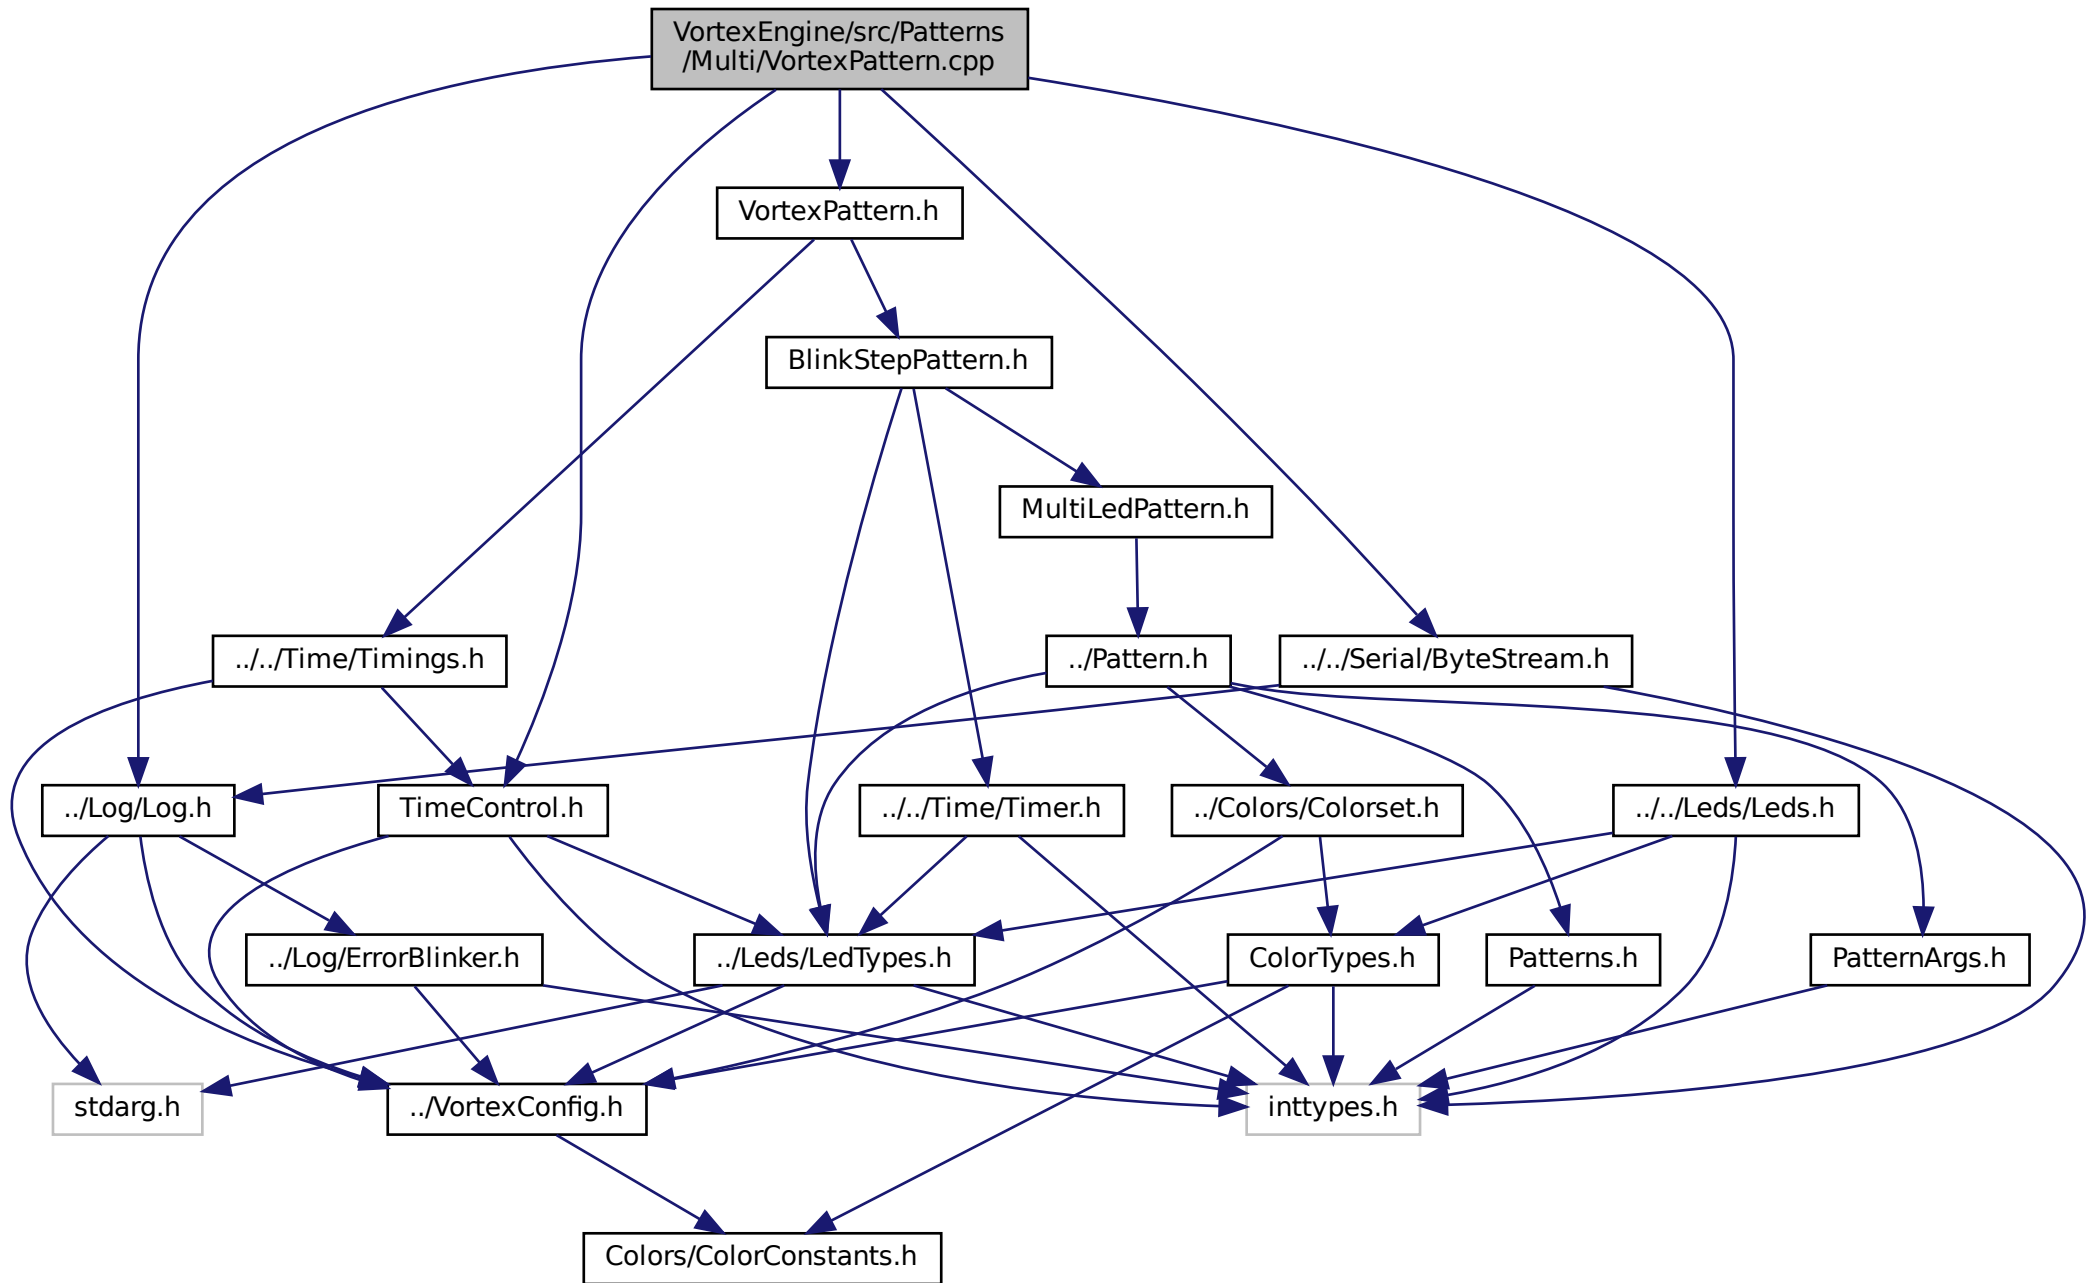 VortexEngine/src/Patterns
/Multi/VortexPattern.cpp
VortexPattern.h
BlinkStepPattern.h
MultiLedPattern.h
../../Time/Timings.h
../Pattern.h
../../Serial/ByteStream.h
../Log/Log.h
TimeControl.h
../../Time/Timer.h
../Colors/Colorset.h
../../Leds/Leds.h
../Log/ErrorBlinker.h
../Leds/LedTypes.h
ColorTypes.h
Patterns.h
PatternArgs.h
stdarg.h
../VortexConfig.h
inttypes.h
Colors/ColorConstants.h